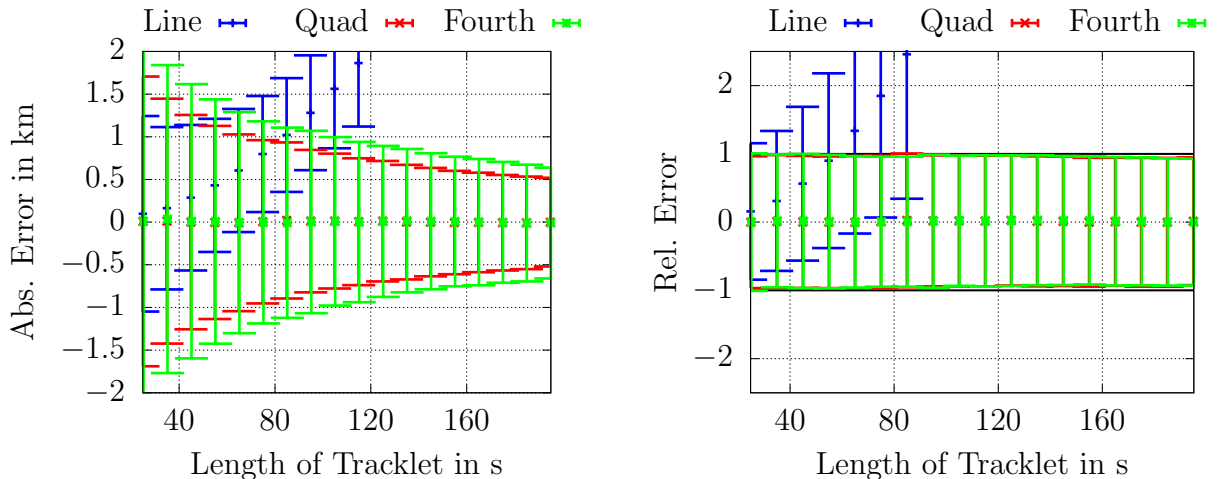 Line Quad Fourth
2
1.5
1
0.5
0
−0.5
−1
−1.5
−2
Abs. Error in km
40 80 120 160
Length of Tracklet in s
Line Quad Fourth
2
1
0
−1
−2
Rel. Error
40 80 120 160
Length of Tracklet in s